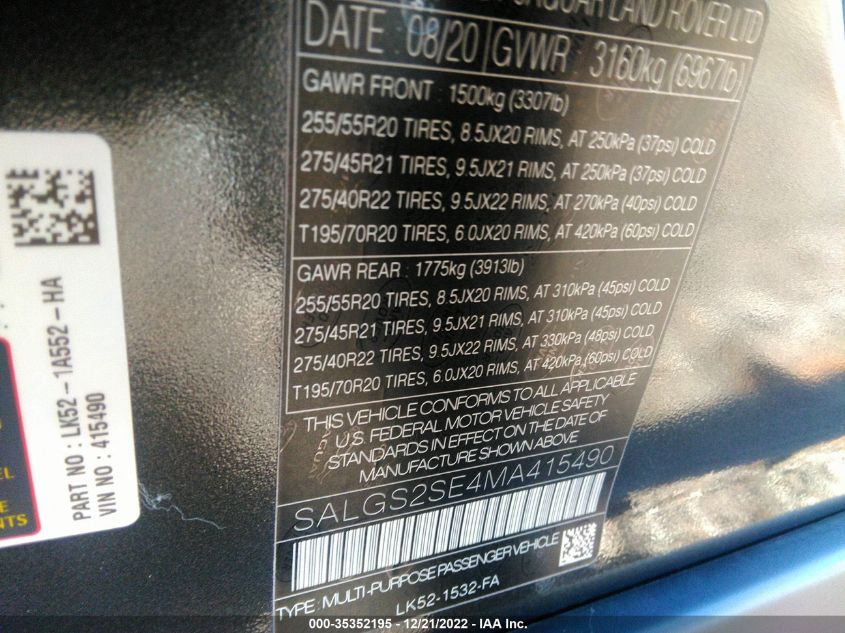 JAGUAR LAND ROVER LTD
DATE 08/20 GVWR : 3160kg (6967lb)
GAWR FRONT : 1500kg (3307lb)
255/55R20 TIRES, 8.5JX20 RIMS, AT 250kPa (37psi) COLD
275/45R21 TIRES, 9.5JX21 RIMS, AT 250kPa (37psi) COLD
275/40R22 TIRES, 9.5JX22 RIMS, AT 270kPa (40psi) COLD
T195/70R20 TIRES, 6.0JX20 RIMS, AT 420kPa (60psi) COLD
GAWR REAR : 1775kg (3913lb)
255/55R20 TIRES, 8.5JX20 RIMS, AT 310kPa (45psi) COLD
275/45R21 TIRES, 9.5JX21 RIMS, AT 310kPa (45psi) COLD
275/40R22 TIRES, 9.5JX22 RIMS, AT 330kPa (48psi) COLD
T195/70R20 TIRES, 6.0JX20 RIMS, AT 420kPa (60psi) COLD
THIS VEHICLE CONFORMS TO ALL APPLICABLE
U.S. FEDERAL MOTOR VEHICLE SAFETY
STANDARDS IN EFFECT ON THE DATE OF
MANUFACTURE SHOWN ABOVE
SALGS2SE4MA415490
TYPE : MULTI-PURPOSE PASSENGER VEHICLE
LK52-1532-FA
PART NO : LK52-1A552-HA
VIN NO : 415490
000-35352195 - 12/21/2022 - IAA Inc.